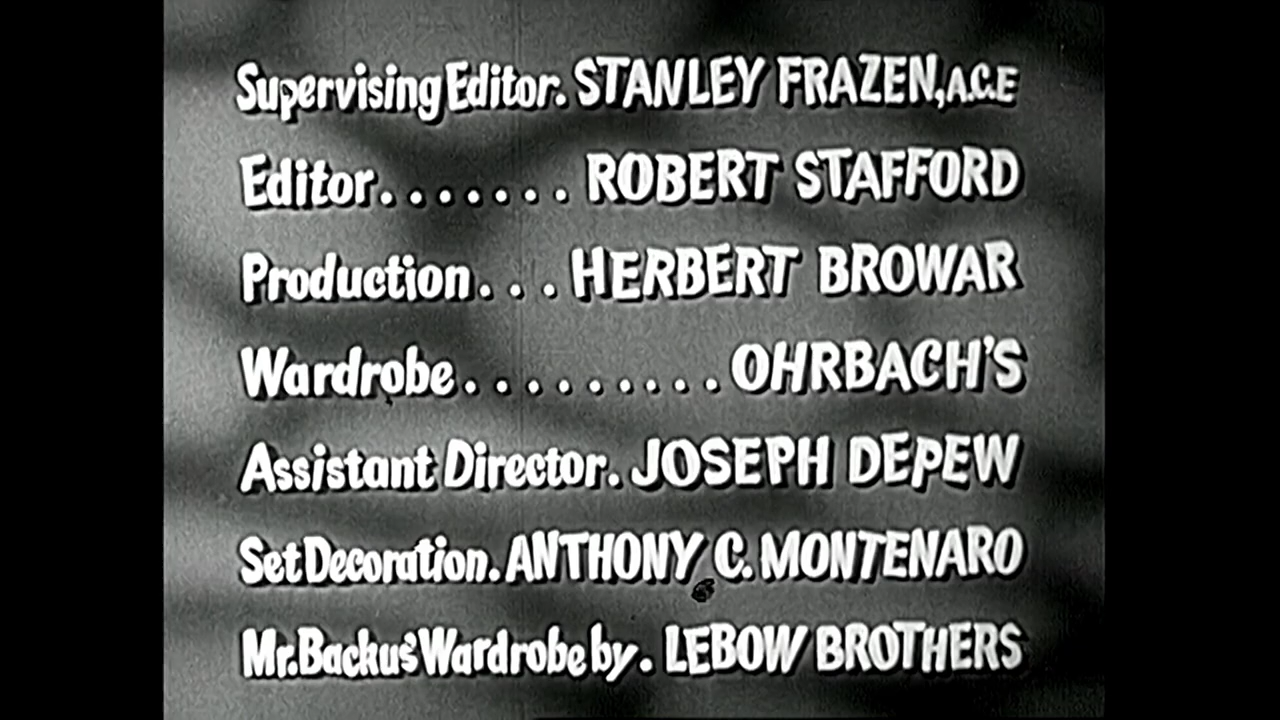 Supervising Editor. STANLEY FRAZEN, A.C.E
Editor....... ROBERT STAFFORD
Production... HERBERT BROWAR
Wardrobe......... OHRBACH'S
Assistant Director. JOSEPH DEPEW
Set Decoration. ANTHONY C. MONTENARO
Mr. Backus' Wardrobe by. LEBOW BROTHERS